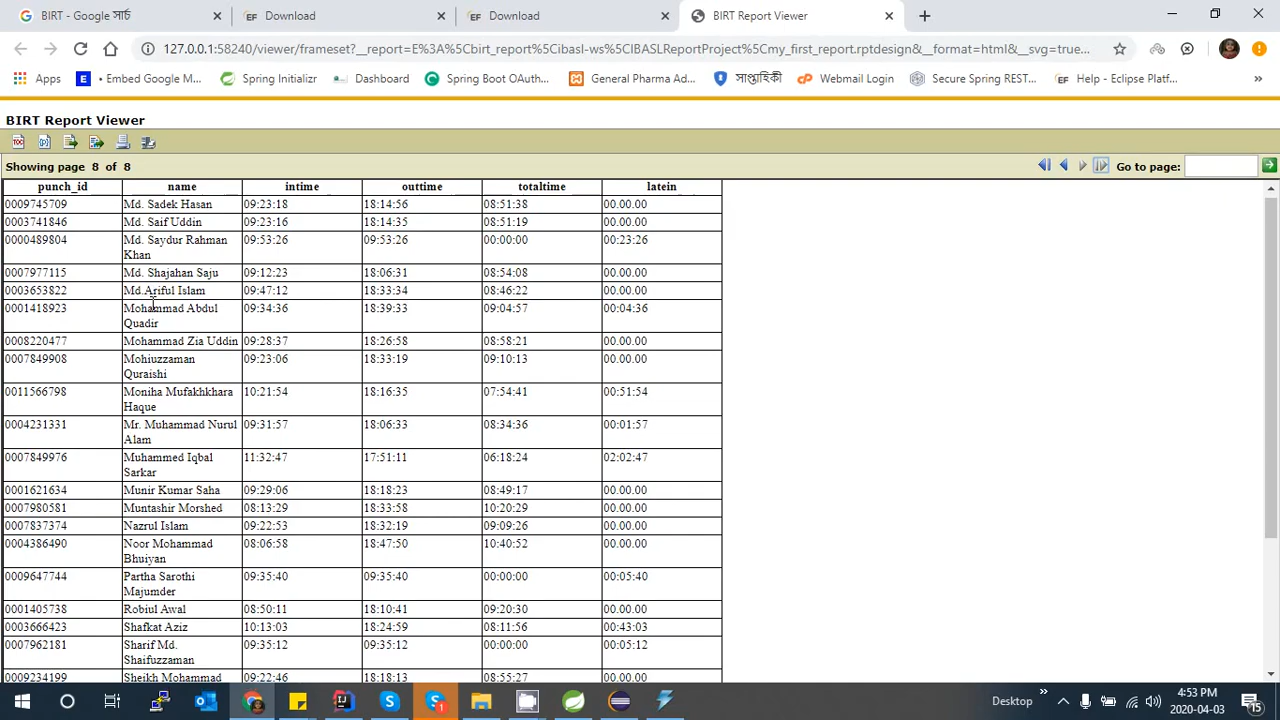 BIRT - Google সার্চ
Download
Download
BIRT Report Viewer
127.0.0.1:58240/viewer/frameset?__report=E%3A%5Cbirt_report%5Cibasl-ws%5CIBASLReportProject%5Cmy_first_report.rptdesign&__format=html&__svg=true...
Apps
Embed Google M...
Spring Initializr
Dashboard
Spring Boot OAuth...
General Pharma Ad...
সাপ্তাহিকী
Webmail Login
Secure Spring REST...
Help - Eclipse Platf...
BIRT Report Viewer
Showing page 8 of 8
Go to page:
punch_id name intime outtime totaltime latein
0009745709 Md. Sadek Hasan 09:23:18 18:14:56 08:51:38 00.00.00
0003741846 Md. Saif Uddin 09:23:16 18:14:35 08:51:19 00.00.00
0000489804 Md. Saydur Rahman 09:53:26 09:53:26 00:00:00 00:23:26
Khan
0007977115 Md. Shajahan Saju 09:12:23 18:06:31 08:54:08 00.00.00
0003653822 Md.Ariful Islam 09:47:12 18:33:34 08:46:22 00.00.00
0001418923 Mohammad Abdul 09:34:36 18:39:33 09:04:57 00:04:36
Quadir
0008220477 Mohammad Zia Uddin 09:28:37 18:26:58 08:58:21 00.00.00
0007849908 Mohiuzzaman 09:23:06 18:33:19 09:10:13 00.00.00
Quraishi
0011566798 Moniha Mufakhkhara 10:21:54 18:16:35 07:54:41 00:51:54
Haque
0004231331 Mr. Muhammad Nurul 09:31:57 18:06:33 08:34:36 00:01:57
Alam
0007849976 Muhammed Iqbal 11:32:47 17:51:11 06:18:24 02:02:47
Sarkar
0001621634 Munir Kumar Saha 09:29:06 18:18:23 08:49:17 00.00.00
0007980581 Muntashir Morshed 08:13:29 18:33:58 10:20:29 00.00.00
0007837374 Nazrul Islam 09:22:53 18:32:19 09:09:26 00.00.00
0004386490 Noor Mohammad 08:06:58 18:47:50 10:40:52 00.00.00
Bhuiyan
0009647744 Partha Sarothi 09:35:40 09:35:40 00:00:00 00:05:40
Majumder
0001405738 Robiul Awal 08:50:11 18:10:41 09:20:30 00.00.00
0003666423 Shafkat Aziz 10:13:03 18:24:59 08:11:56 00:43:03
0007962181 Sharif Md. 09:35:12 09:35:12 00:00:00 00:05:12
Shaifuzzaman
0009234199 Sheikh Mohammad 09:22:46 18:18:13 08:55:27 00.00.00
Desktop
4:53 PM
2020-04-03
15